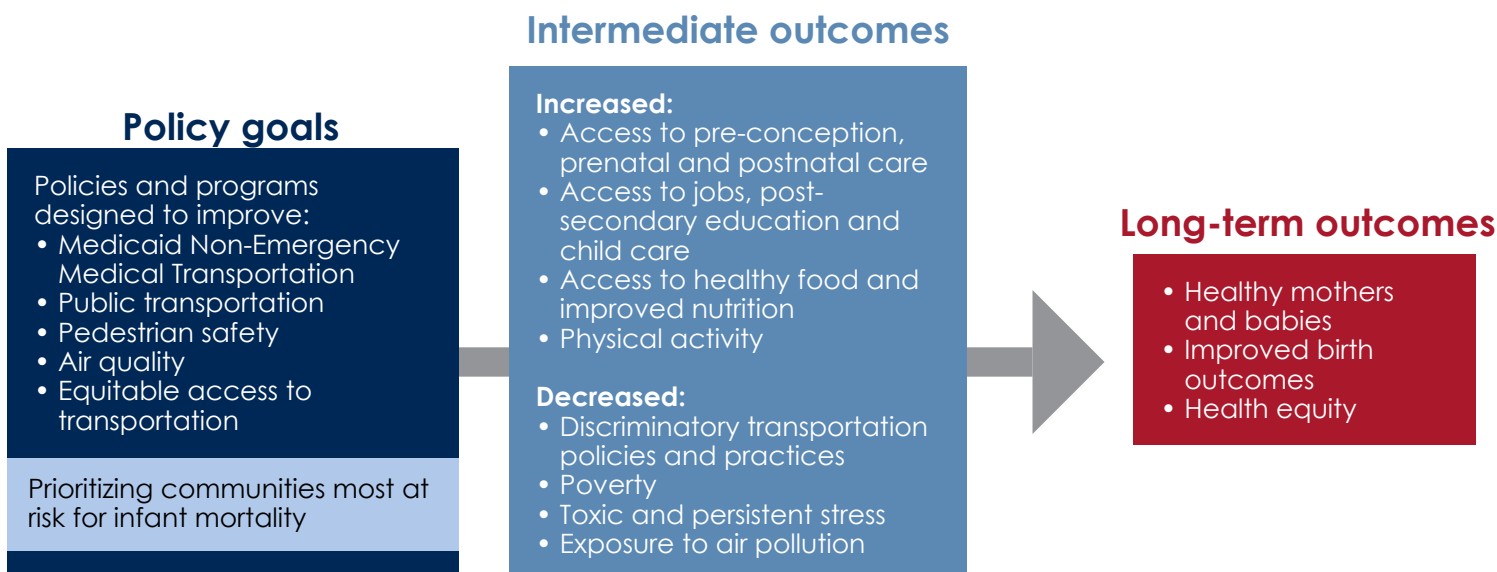 Policy goals
Policies and programs
designed to improve:
• Medicaid Non-Emergency
Medical Transportation
• Public transportation
• Pedestrian safety
• Air quality
• Equitable access to
transportation
Prioritizing communities most at
risk for infant mortality
Intermediate outcomes
Increased:
• Access to pre-conception,
prenatal and postnatal care
• Access to jobs, post-
secondary education and
child care
• Access to healthy food and
improved nutrition
• Physical activity
Decreased:
• Discriminatory transportation
policies and practices
• Poverty
• Toxic and persistent stress
• Exposure to air pollution
Long-term outcomes
• Healthy mothers
and babies
• Improved birth
outcomes
• Health equity